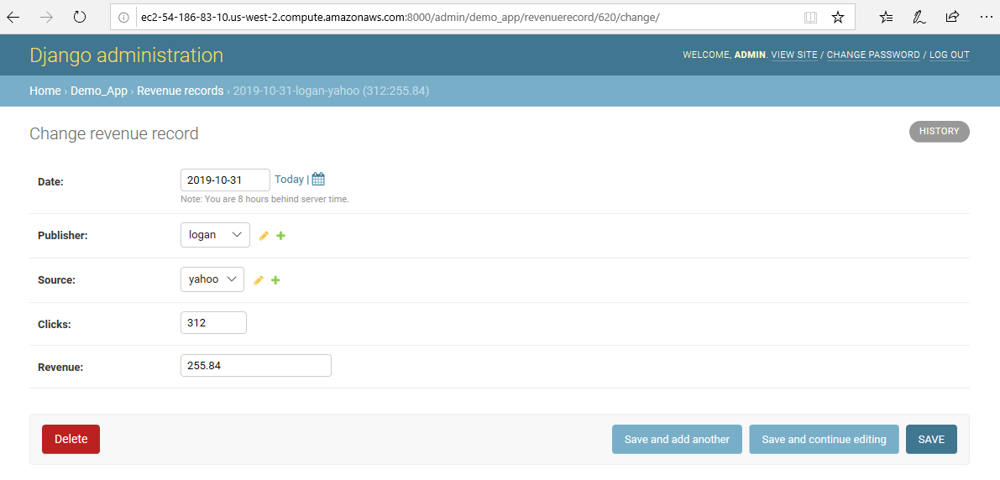 ec2-54-186-83-10.us-west-2.compute.amazonaws.com:8000/admin/demo_app/revenuerecord/620/change/
Django administration
WELCOME, ADMIN. VIEW SITE / CHANGE PASSWORD / LOG OUT
Home › Demo_App › Revenue records › 2019-10-31-logan-yahoo (312:255.84)
Change revenue record
HISTORY
Date: 2019-10-31 Today |
Note: You are 8 hours behind server time.
Publisher: logan
Source: yahoo
Clicks: 312
Revenue: 255.84
Delete Save and add another Save and continue editing SAVE